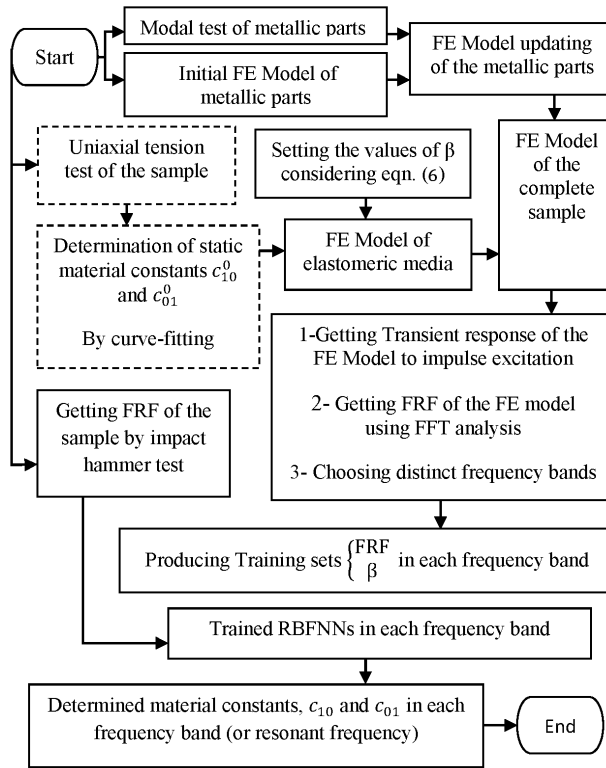 Start
Modal test of metallic parts
Initial FE Model of
metallic parts
FE Model updating
of the metallic parts
Uniaxial tension
test of the sample
Setting the values of β
considering eqn. (6)
FE Model
of the
complete
sample
Determination of static
material constants c₁₀⁰
and c₀₁⁰
By curve-fitting
FE Model of
elastomeric media
1-Getting Transient response of the
FE Model to impulse excitation
2- Getting FRF of the FE model
using FFT analysis
3- Choosing distinct frequency bands
Getting FRF of the
sample by impact
hammer test
Producing Training sets {FRF β in each frequency band
Trained RBFNNs in each frequency band
Determined material constants, c₁₀ and c₀₁ in each
frequency band (or resonant frequency)
End